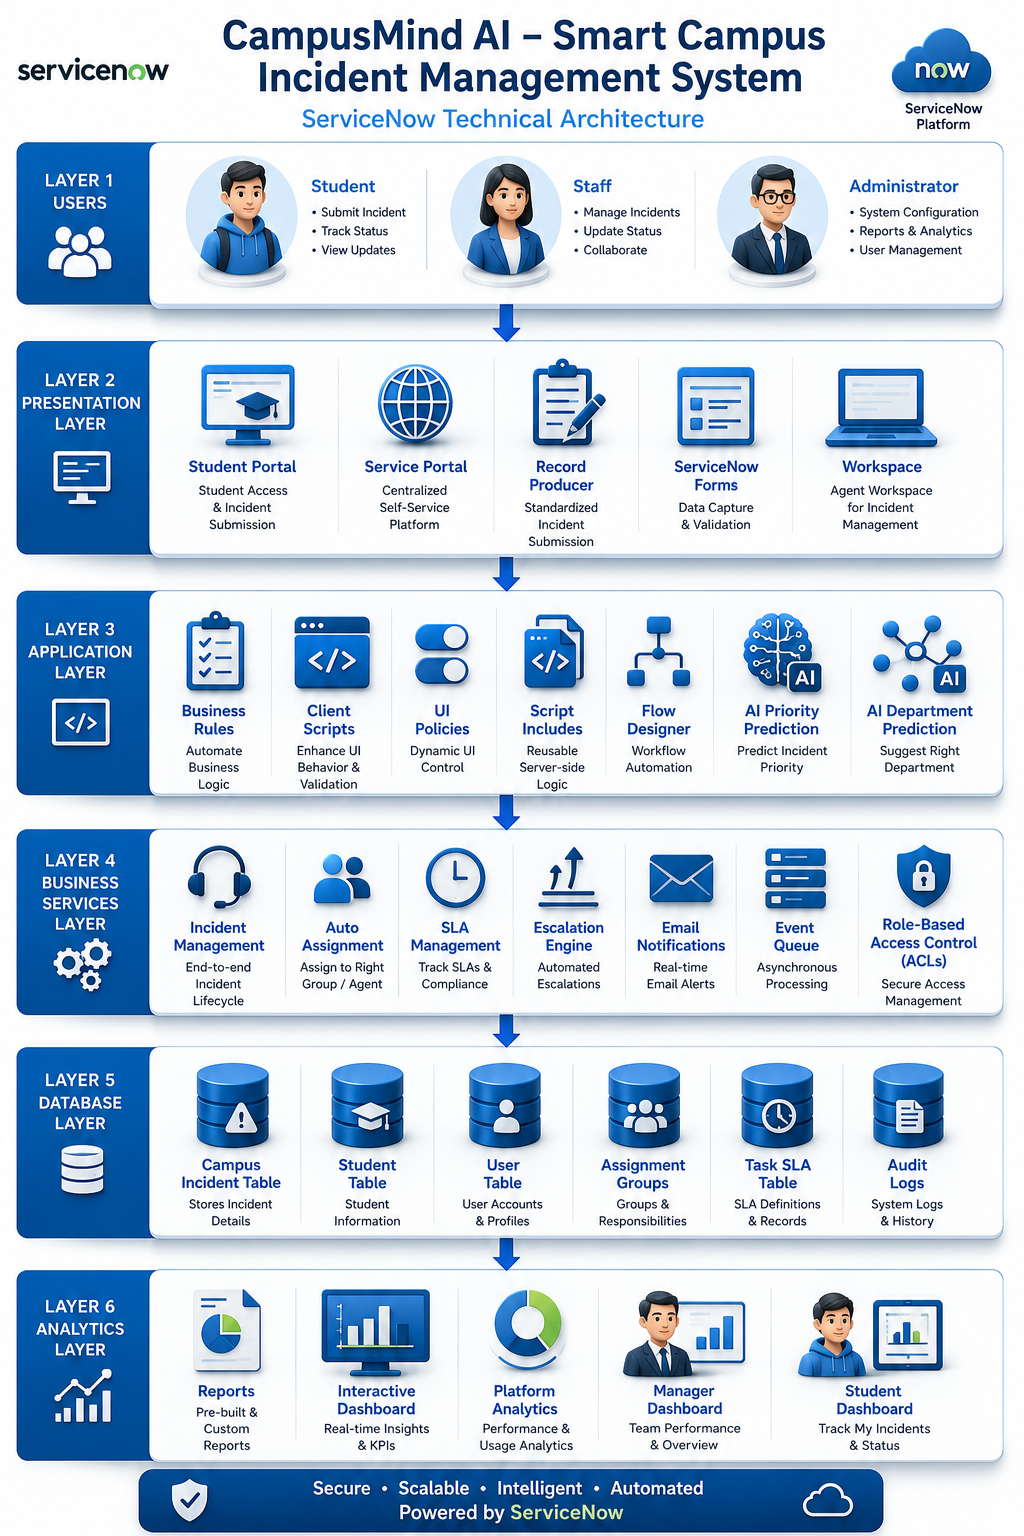 servicenow
CampusMind AI – Smart Campus
Incident Management System
ServiceNow Technical Architecture
now
ServiceNow
Platform
LAYER 1
USERS
Student
• Submit Incident
• Track Status
• View Updates
Staff
• Manage Incidents
• Update Status
• Collaborate
Administrator
• System Configuration
• Reports & Analytics
• User Management
LAYER 2
PRESENTATION
LAYER
Student Portal
Student Access
& Incident
Submission
Service Portal
Centralized
Self-Service
Platform
Record
Producer
Standardized
Incident
Submission
ServiceNow
Forms
Data Capture
& Validation
Workspace
Agent Workspace
for Incident
Management
LAYER 3
APPLICATION
LAYER
</>
Business
Rules
Automate
Business
Logic
</>
Client
Scripts
Enhance UI
Behavior &
Validation
UI
Policies
Dynamic UI
Control
</>
Script
Includes
Reusable
Server-side
Logic
Flow
Designer
Workflow
Automation
AI
AI Priority
Prediction
Predict Incident
Priority
AI
AI Department
Prediction
Suggest Right
Department
LAYER 4
BUSINESS
SERVICES
LAYER
Incident
Management
End-to-end
Incident
Lifecycle
Auto
Assignment
Assign to Right
Group / Agent
SLA
Management
Track SLAs &
Compliance
Escalation
Engine
Automated
Escalations
Email
Notifications
Real-time
Email Alerts
Event
Queue
Asynchronous
Processing
Role-Based
Access Control
(ACLs)
Secure Access
Management
LAYER 5
DATABASE
LAYER
Campus
Incident Table
Stores Incident
Details
Student
Table
Student
Information
User
Table
User Accounts
& Profiles
Assignment
Groups
Groups &
Responsibilities
Task SLA
Table
SLA Definitions
& Records
Audit
Logs
System Logs
& History
LAYER 6
ANALYTICS
LAYER
Reports
Pre-built &
Custom
Reports
Interactive
Dashboard
Real-time Insights
& KPIs
Platform
Analytics
Performance &
Usage Analytics
Manager
Dashboard
Team Performance
& Overview
Student
Dashboard
Track My Incidents
& Status
Secure • Scalable • Intelligent • Automated
Powered by ServiceNow